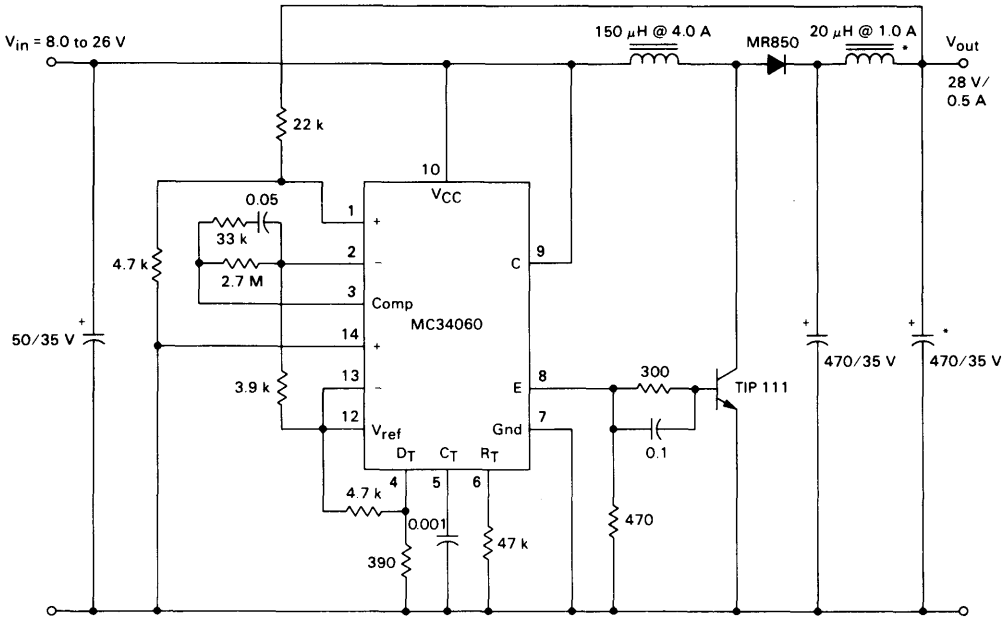 150 μH @ 4.0 A
20 μH @ 1.0 A
*
MR850
Vin = 8.0 to 26 V
Vout
28 V/
0.5 A
22 k
10
VCC
0.05
1
+
33 k
2
−
9
C
4.7 k
2.7 M
3
Comp
MC34060
14
+
+
50/35 V
+
470/35 V
+
*
470/35 V
13
−
8
E
300
TIP 111
3.9 k
12
Vref
7
Gnd
0.1
DT
CT
RT
4
5
6
4.7 k
0.001
470
390
47 k